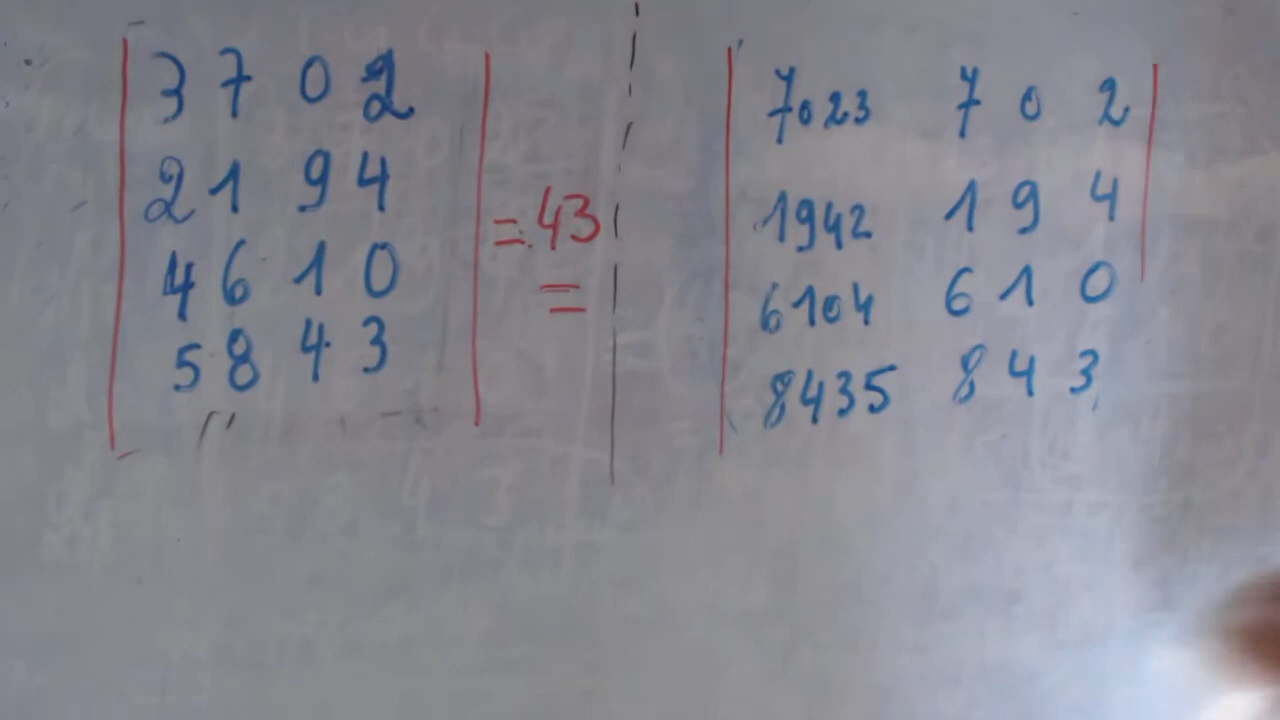 3 7 0 2
2 1 9 4
4 6 1 0
5 8 4 3
= 43
7023 7 0 2
1942 1 9 4
6104 6 1 0
8435 8 4 3